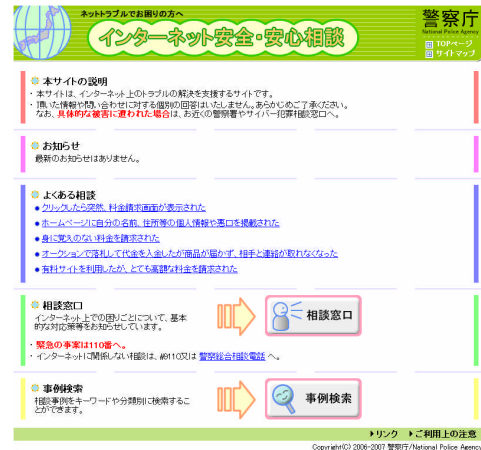 ネットトラブルでお困りの方へ
インターネット安全・安心相談
警察庁
National Police Agency
TOPページ
サイトマップ
本サイトの説明
・本サイトは、インターネット上のトラブルの解決を支援するサイトです。
・頂いた情報や問い合わせに対する個別の回答はいたしません。あらかじめご了承ください。
なお、具体的な被害に遭われた場合は、お近くの警察署やサイバー犯罪相談窓口へ。
お知らせ
最新のお知らせはありません。
よくある相談
クリックしたら突然、料金請求画面が表示された
ホームページに自分の名前、住所等の個人情報や悪口を掲載された
身に覚えのない料金を請求された
オークションで落札して代金を入金したが商品が届かず、相手と連絡が取れなくなった
有料サイトを利用したが、とても高額な料金を請求された
相談窓口
インターネット上での困りごとについて、基本
的な対応策等をお知らせしています。
相談窓口
・緊急の事案は110番へ。
・インターネットに関係しない相談は、#9110又は 警察総合相談電話 へ。
事例検索
相談事例をキーワードや分類別に検索するこ
とができます。
事例検索
リンク ご利用上の注意
Copyright(C) 2006-2007 警察庁/National Police Agency